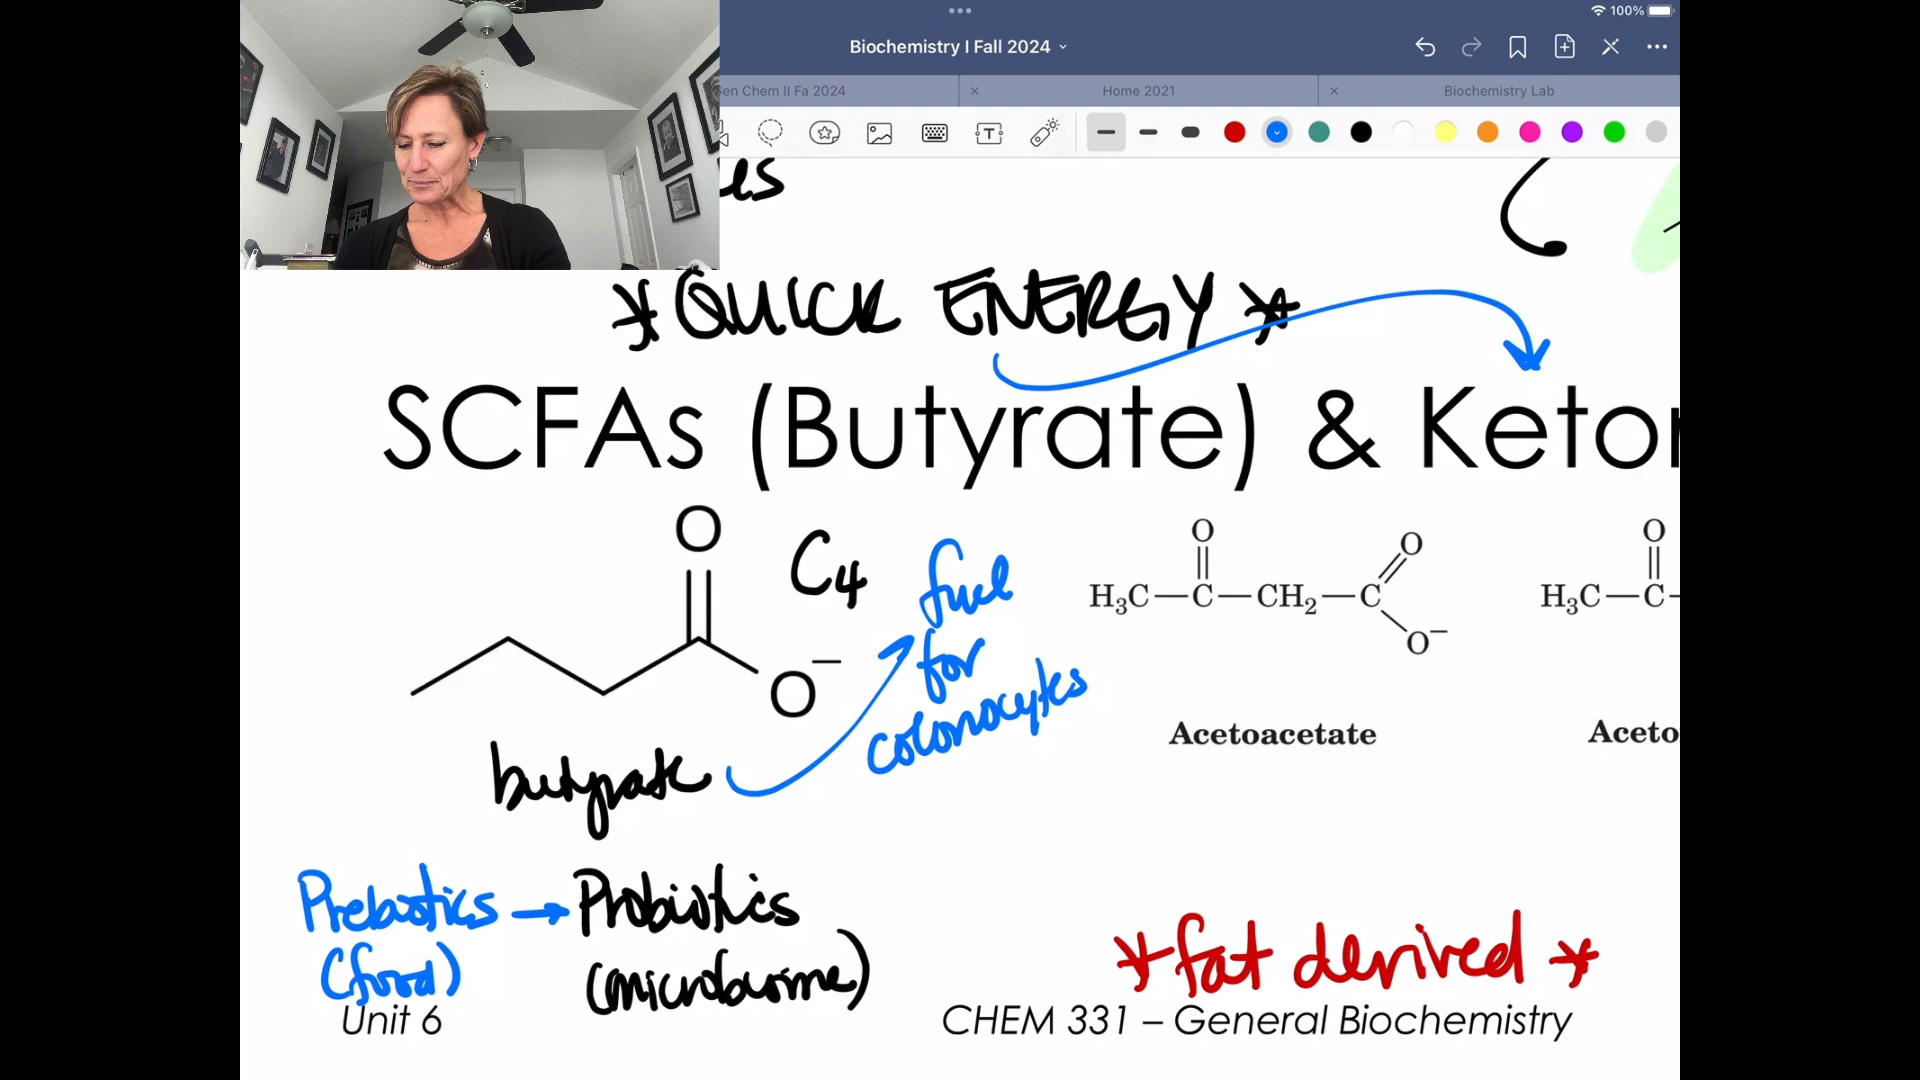 100%
Biochemistry I Fall 2024
en Chem II Fa 2024
Home 2021
Biochemistry Lab
T
es
*QUICK ENERGY*
SCFAs (Butyrate) & Keto
O
O⁻
C₄
fuel
for
colonocytes
butyrate
O
H₃C—C—CH₂—C
O
O⁻
Acetoacetate
O
H₃C—C
Aceto
Prebiotics → Probiotics
(food)
(microbiome)
*fat derived*
Unit 6
CHEM 331 – General Biochemistry